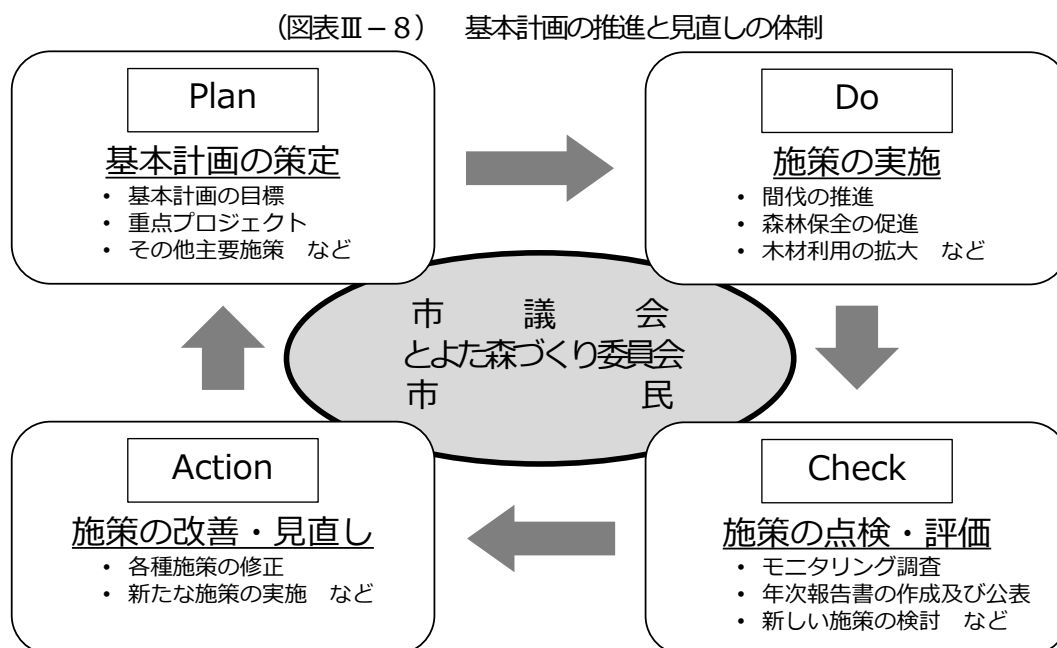 (図表Ⅲ－８)　基本計画の推進と見直しの体制
Plan
基本計画の策定
• 基本計画の目標
• 重点プロジェクト
• その他主要施策　など
Do
施策の実施
• 間伐の推進
• 森林保全の促進
• 木材利用の拡大　など
市　議　会
とよた森づくり委員会
市　民
Action
施策の改善・見直し
• 各種施策の修正
• 新たな施策の実施　など
Check
施策の点検・評価
• モニタリング調査
• 年次報告書の作成及び公表
• 新しい施策の検討　など